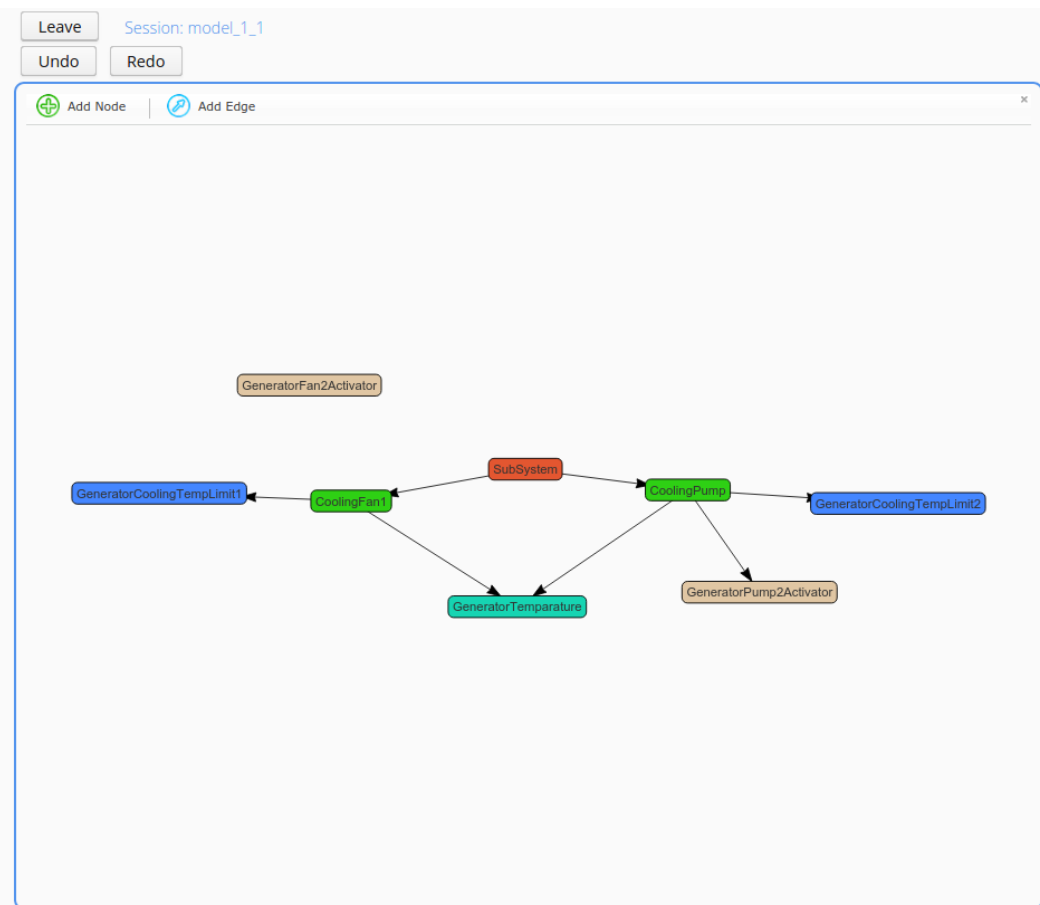 Leave Session: model_1_1
Undo Redo
Add Node Add Edge ×
GeneratorFan2Activator
SubSystem
GeneratorCoolingTempLimit1 CoolingFan1 CoolingPump GeneratorCoolingTempLimit2
GeneratorTemparature GeneratorPump2Activator